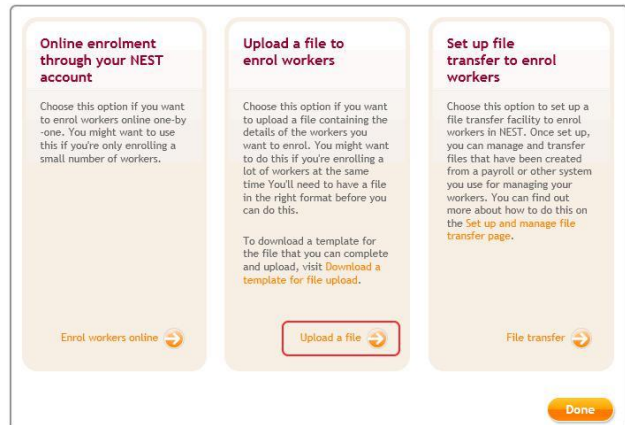 Online enrolment
through your NEST
account
Choose this option if you want
to enrol workers online one-by
-one. You might want to use
this if you're only enrolling a
small number of workers.
Enrol workers online
Upload a file to
enrol workers
Choose this option if you want
to upload a file containing the
details of the workers you
want to enrol. You might want
to do this if you're enrolling a
lot of workers at the same
time You'll need to have a file
in the right format before you
can do this.
To download a template for
the file that you can complete
and upload, visit Download a
template for file upload.
Upload a file
Set up file
transfer to enrol
workers
Choose this option to set up a
file transfer facility to enrol
workers in NEST. Once set up,
you can manage and transfer
files that have been created
from a payroll or other system
you use for managing your
workers. You can find out
more about how to do this on
the Set up and manage file
transfer page.
File transfer
Done